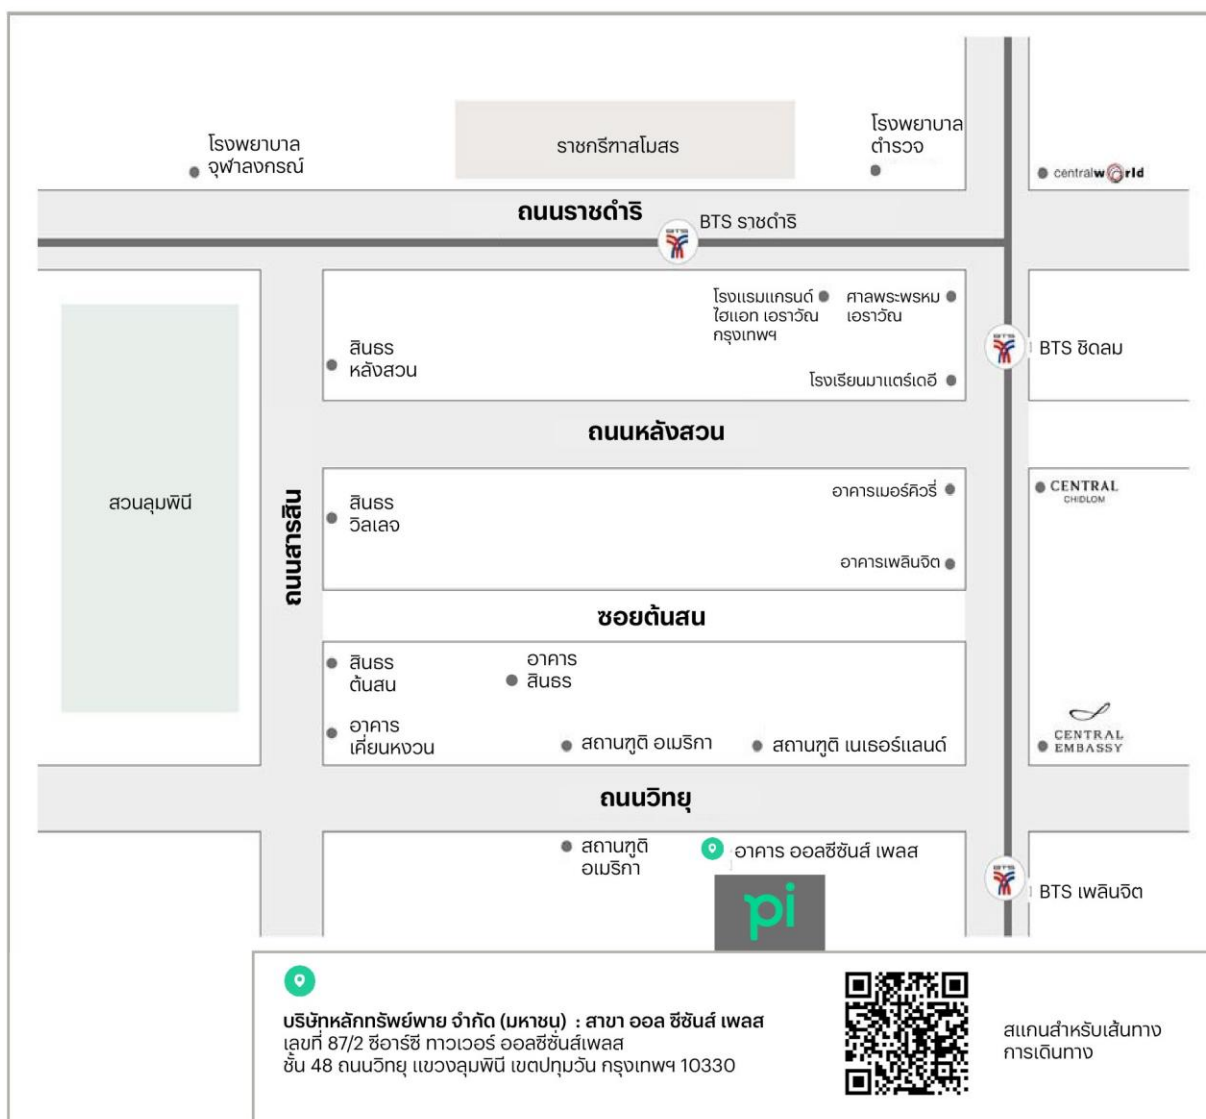 โรงพยาบาล
จุฬาลงกรณ์
ราชกรีฑาสโมสร
โรงพยาบาล
ตำรวจ
centralw rld
ถนนราชดำริ
BTS ราชดำริ
BTS
โรงแรมแกรนด์
ไฮแอท เอราวัณ
กรุงเทพฯ
ศาลพระพรหม
เอราวัณ
สินธร
หลังสวน
BTS
BTS ชิดลม
โรงเรียนมาแตร์เดอี
ถนนหลังสวน
สวนลุมพินี
ถนนสารสิน
สินธร
วิลเลจ
อาคารเมอร์คิวรี่
CENTRAL
CHIDLOM
อาคารเพลินจิต
ซอยต้นสน
สินธร
ต้นสน
อาคาร
สินธร
อาคาร
เคี่ยนหงวน
สถานฑูติ อเมริกา
สถานฑูติ เนเธอร์แลนด์
CENTRAL
EMBASSY
ถนนวิทยุ
สถานฑูติ
อเมริกา
อาคาร ออลซีซันส์ เพลส
pi
BTS
BTS เพลินจิต
บริษัทหลักทรัพย์พาย จำกัด (มหาชน) : สาขา ออล ซีซันส์ เพลส
เลขที่ 87/2 ซีอาร์ซี ทาวเวอร์ ออลซีซั่นส์เพลส
ชั้น 48 ถนนวิทยุ แขวงลุมพินี เขตปทุมวัน กรุงเทพฯ 10330
สแกนสำหรับเส้นทาง
การเดินทาง